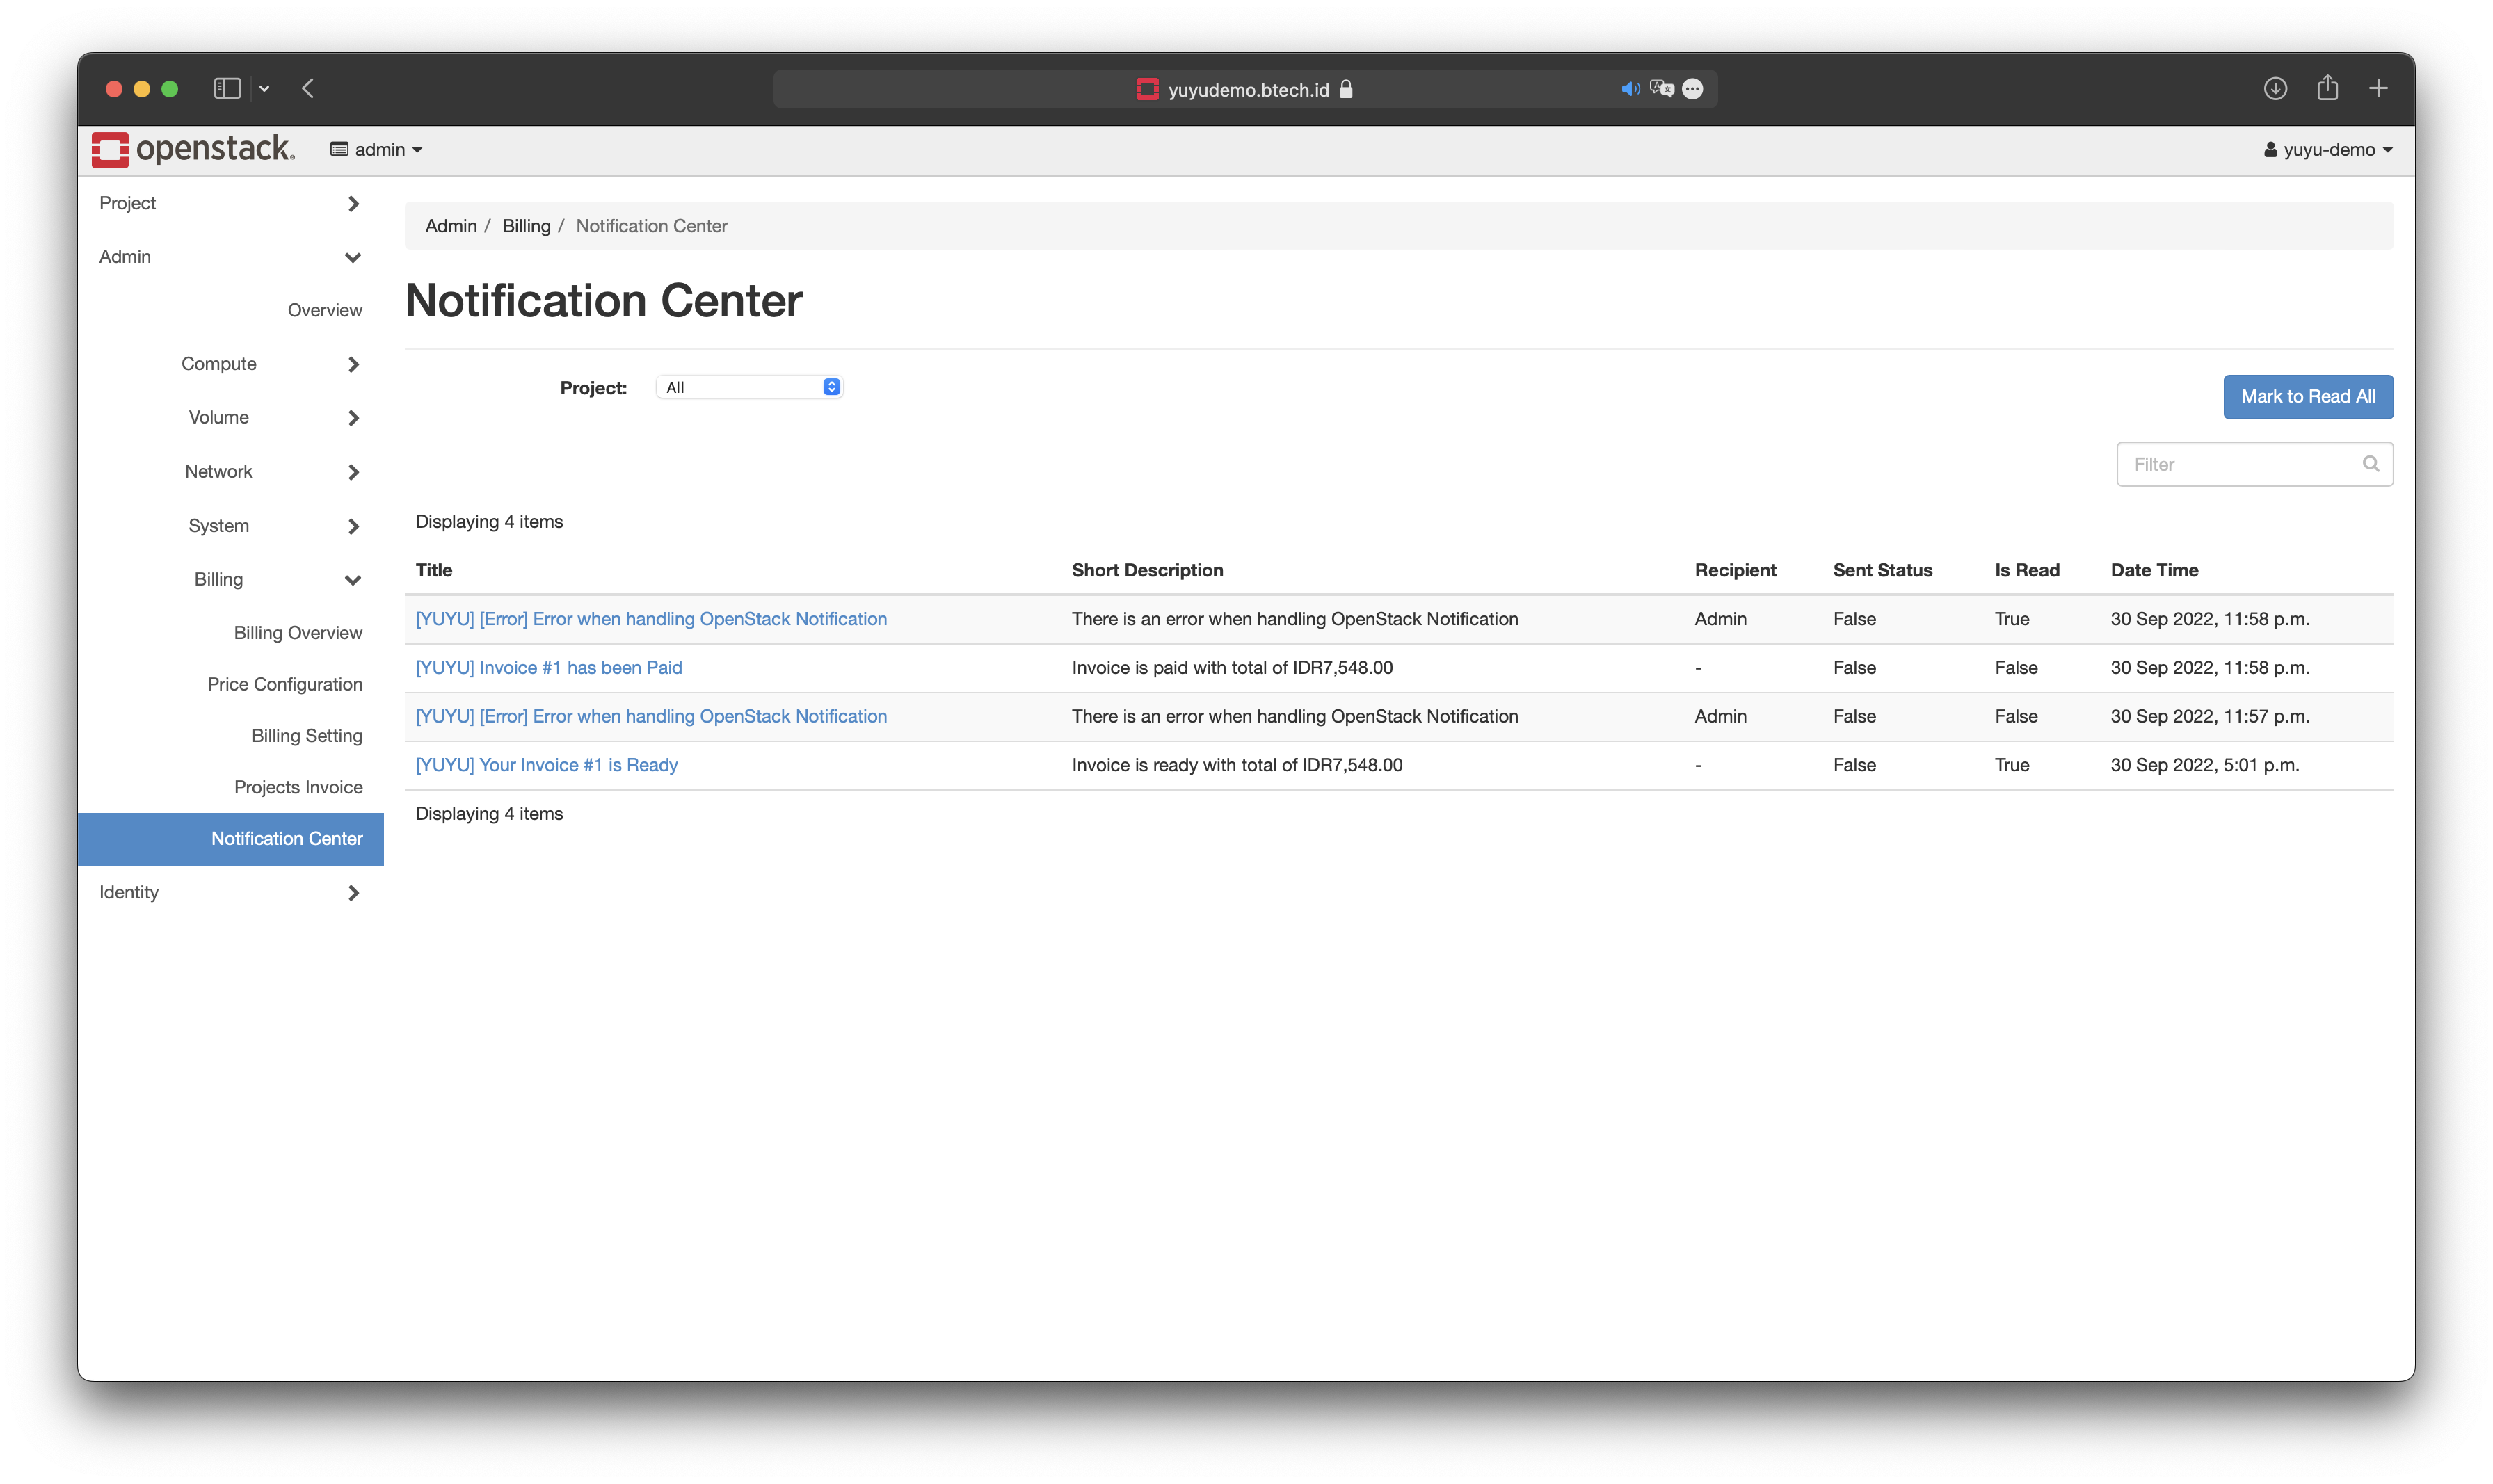 yuyudemo.btech.id
openstack.
admin
yuyu-demo
Project
Admin
Overview
Compute
Volume
Network
System
Billing
Billing Overview
Price Configuration
Billing Setting
Projects Invoice
Notification Center
Identity
Admin / Billing / Notification Center
Notification Center
Project: All
Mark to Read All
Filter
Displaying 4 items
Title Short Description Recipient Sent Status Is Read Date Time
[YUYU] [Error] Error when handling OpenStack Notification There is an error when handling OpenStack Notification Admin False True 30 Sep 2022, 11:58 p.m.
[YUYU] Invoice #1 has been Paid Invoice is paid with total of IDR7,548.00 - False False 30 Sep 2022, 11:58 p.m.
[YUYU] [Error] Error when handling OpenStack Notification There is an error when handling OpenStack Notification Admin False False 30 Sep 2022, 11:57 p.m.
[YUYU] Your Invoice #1 is Ready Invoice is ready with total of IDR7,548.00 - False True 30 Sep 2022, 5:01 p.m.
Displaying 4 items